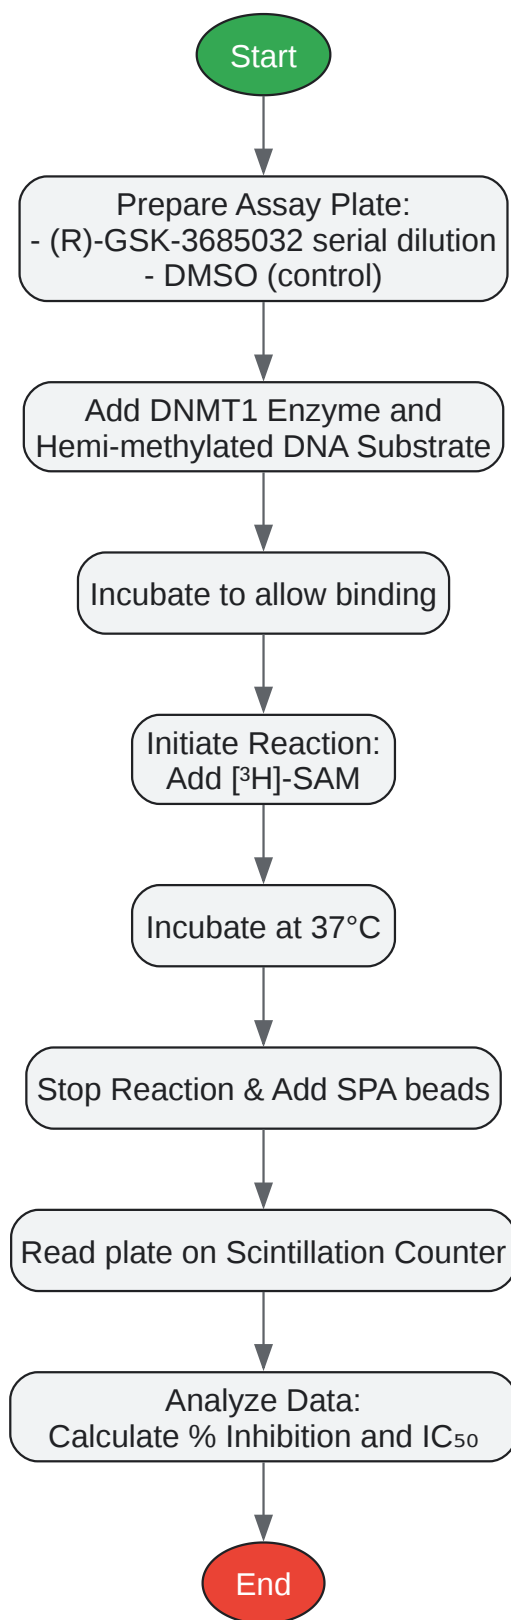 Start
Prepare Assay Plate:
- (R)-GSK-3685032 serial dilution
- DMSO (control)
Add DNMT1 Enzyme and
Hemi-methylated DNA Substrate
Incubate to allow binding
Initiate Reaction:
Add [³H]-SAM
Incubate at 37°C
Stop Reaction & Add SPA beads
Read plate on Scintillation Counter
Analyze Data:
Calculate % Inhibition and IC₅₀
End